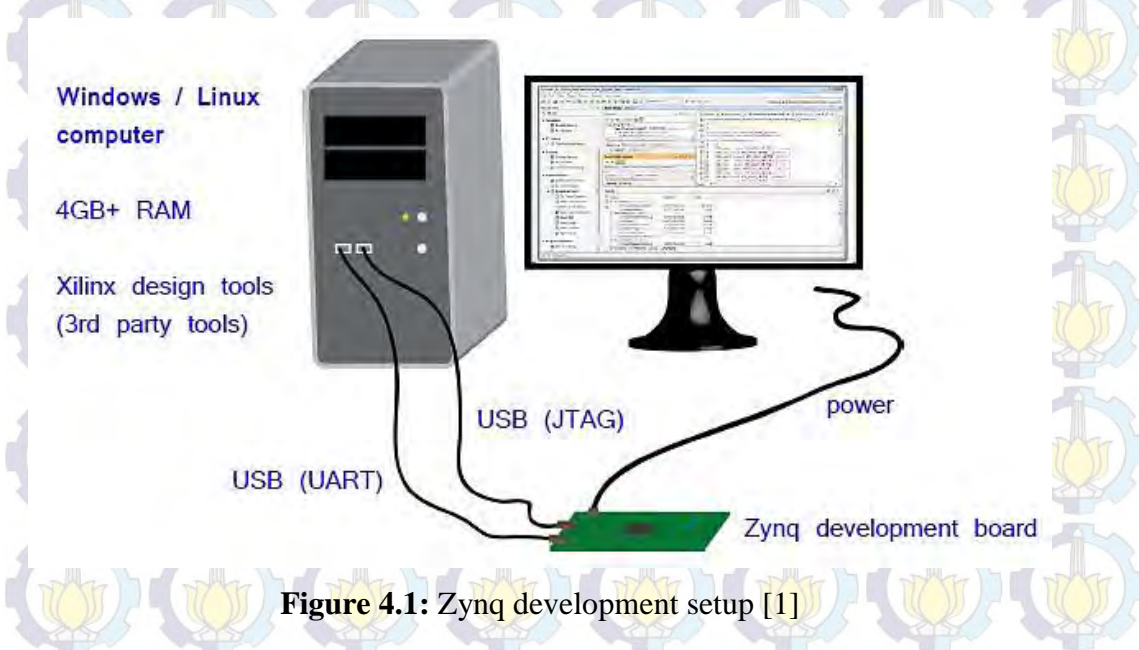 Windows / Linux
computer
4GB+ RAM
Xilinx design tools
(3rd party tools)
USB (JTAG)
power
USB (UART)
Zynq development board
Figure 4.1: Zynq development setup [1]